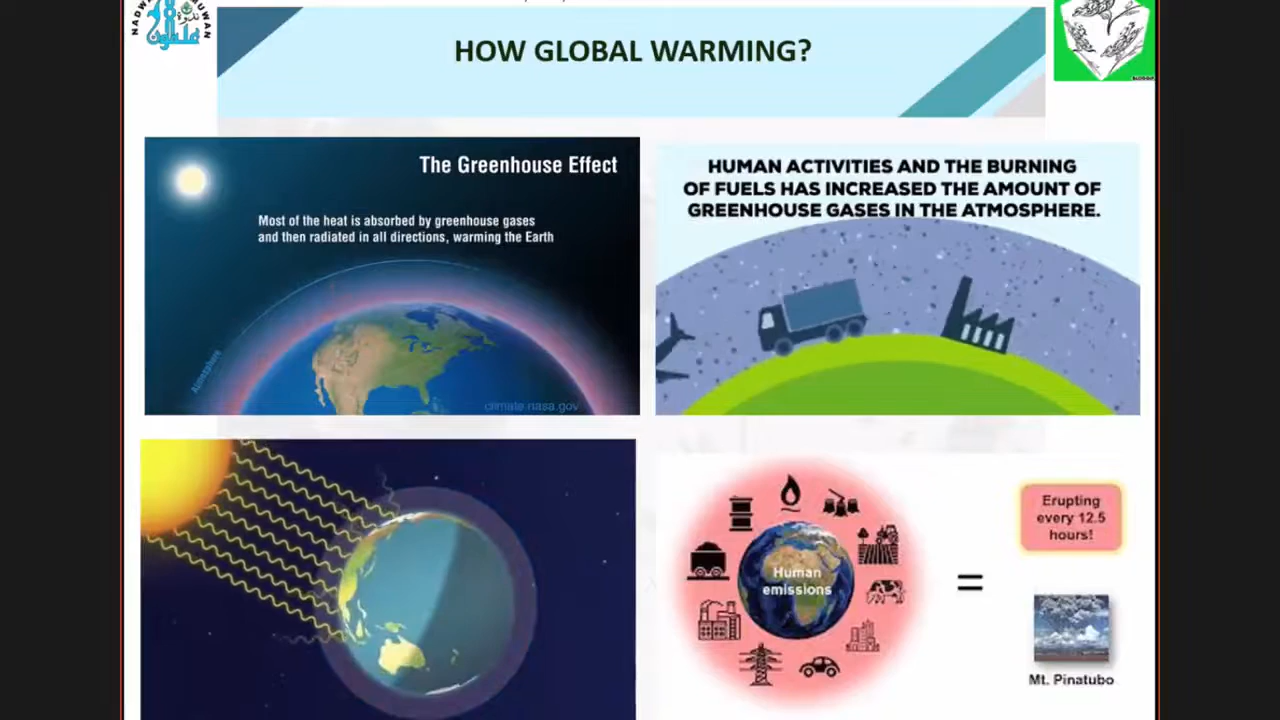 HOW GLOBAL WARMING?
The Greenhouse Effect
Most of the heat is absorbed by greenhouse gases
and then radiated in all directions, warming the Earth
Atmosphere
climate.nasa.gov
HUMAN ACTIVITIES AND THE BURNING
OF FUELS HAS INCREASED THE AMOUNT OF
GREENHOUSE GASES IN THE ATMOSPHERE.
Human
emissions
=
Erupting
every 12.5
hours!
Mt. Pinatubo